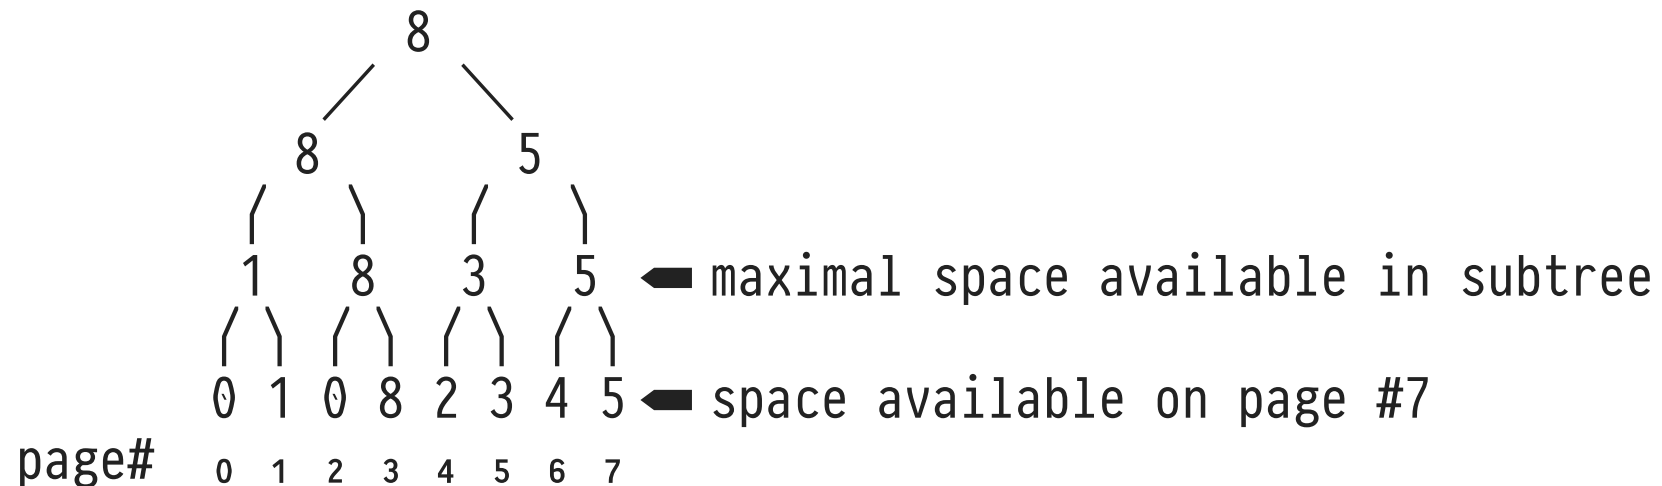 8
8 5
1 8 3 5 maximal space available in subtree
0 1 0 8 2 3 4 5 space available on page #7
page# 0 1 2 3 4 5 6 7